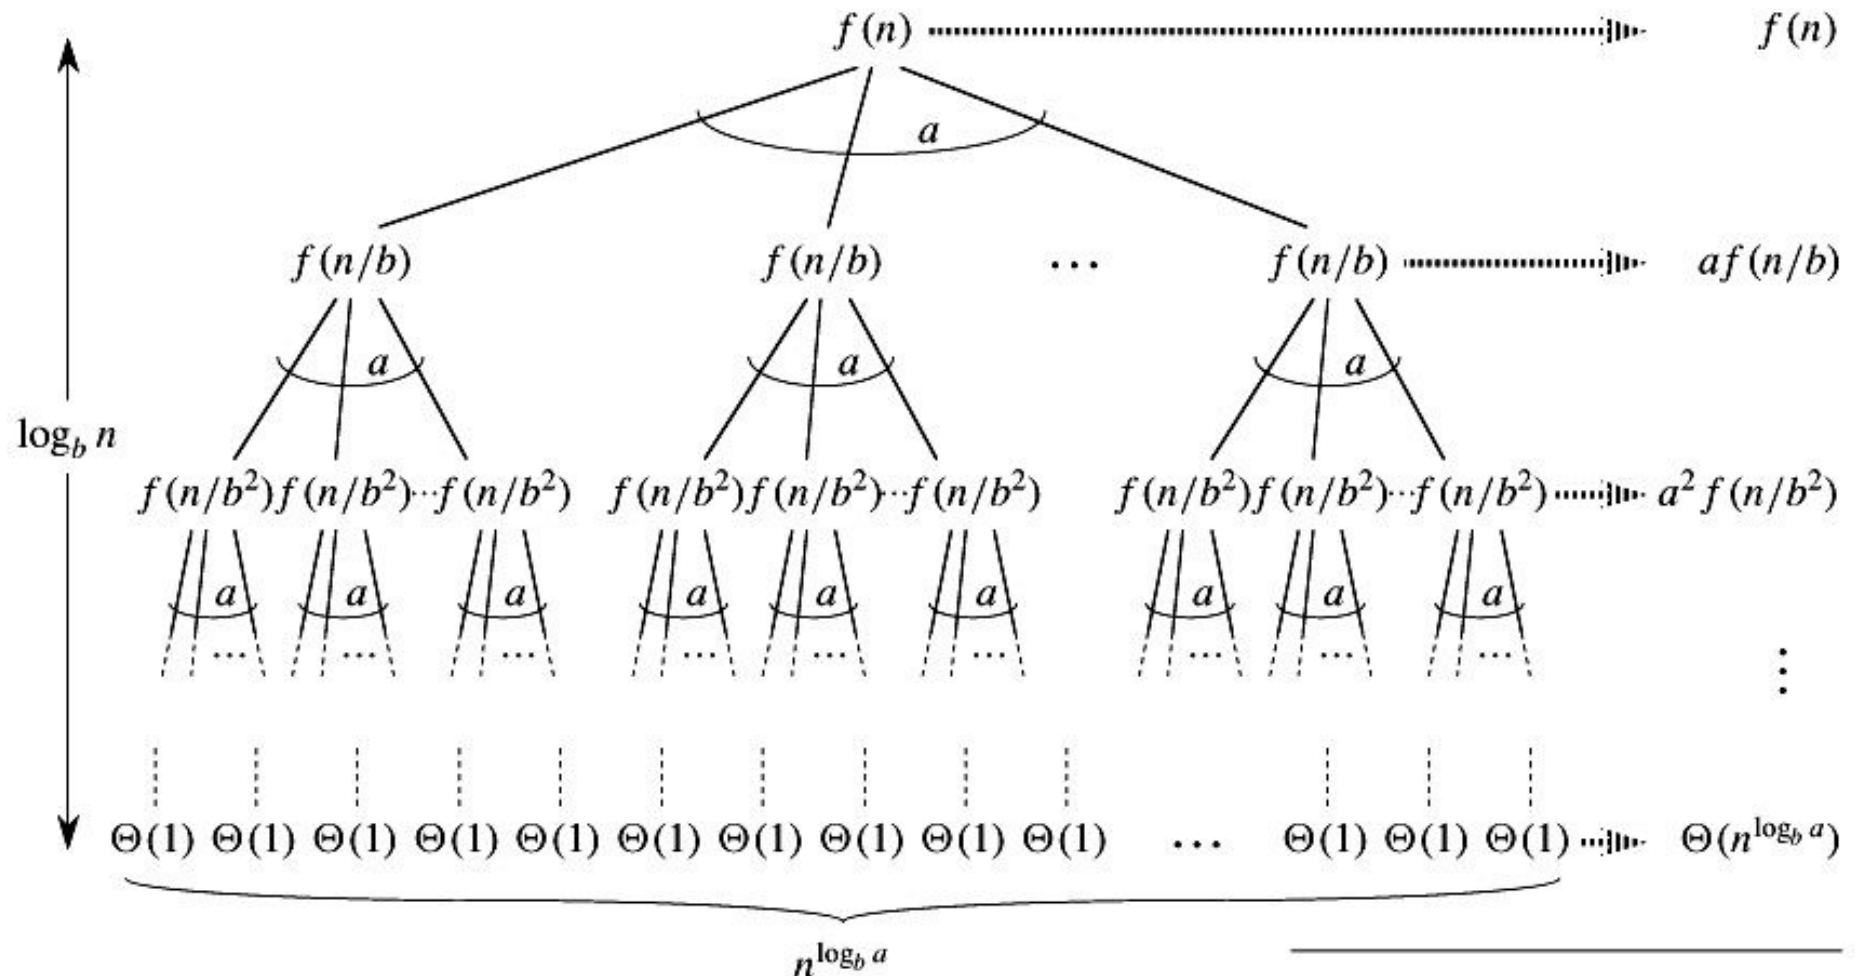 f(n) f(n)
a
f(n/b) f(n/b) ··· f(n/b) af(n/b)
a a a
log_b n
f(n/b²) f(n/b²) ··· f(n/b²) f(n/b²) f(n/b²) ··· f(n/b²) f(n/b²) f(n/b²) ··· f(n/b²) a² f(n/b²)
a a a a a a a a a
··· ··· ··· ··· ··· ··· ··· ··· ··· ⋮
Θ(1) Θ(1) Θ(1) Θ(1) Θ(1) Θ(1) Θ(1) Θ(1) Θ(1) Θ(1) ··· Θ(1) Θ(1) Θ(1) Θ(n^{log_b a})
n^{log_b a}